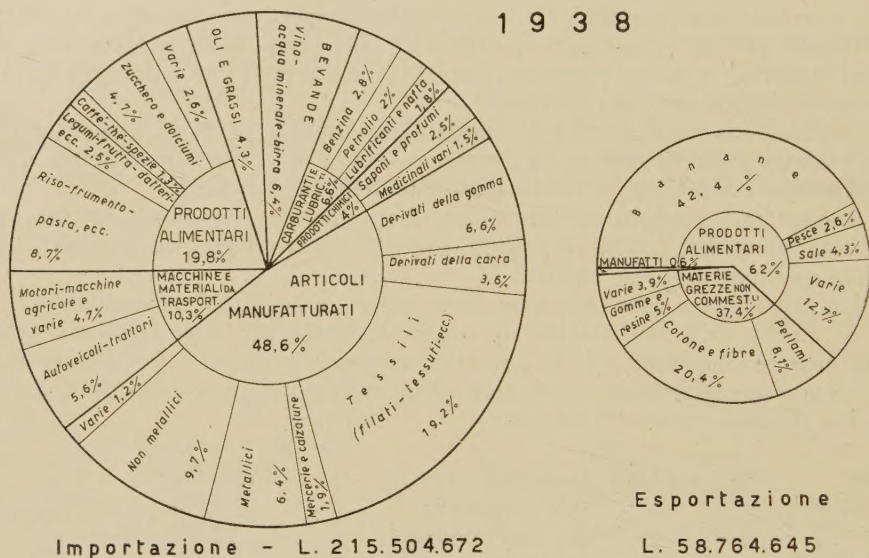 1938
OLI E GRASSI
4,3%
BEVANDE
vino-
acqua minerale-birra 6,4%
CARBURANTI E
LUBRIC.TI
6,6%
Benzina 2,8%
Petrolio 2%
Lubrificanti e nafta
1,8%
PRODOTTI CHIMICI
4%
Saponi e profumi
2,5%
Medicinali vari 1,5%
ARTICOLI
MANUFATTURATI
48,6%
Derivati della gomma
6,6%
Derivati della carta
3,6%
Tessili
(filati-tessuti-ecc.)
19,2%
Mercerie e calzature
1,9%
Metallici
6,4%
Non metallici
9,7%
MACCHINE E
MATERIALI DA
TRASPORT.
10,3%
Varie 1,2%
Autoveicoli-trattori
5,6%
Motori-macchine
agricole e
varie 4,7%
PRODOTTI
ALIMENTARI
19,8%
Riso-frumento-
pasta, ecc.
8,7%
Legumi-frutta-datteri-
ecc. 2,5%
Caffè-thè-spezie 1,3%
Zucchero e dolciumi
4,7%
varie 2,6%
Importazione - L. 215.504.672
PRODOTTI
ALIMENTARI
62%
Banane
42,4%
Pesce 2,6%
Sale 4,3%
Varie
12,7%
MATERIE
GREZZE NON
COMMEST.LI
37,4%
Pellami
8,1%
Cotone e fibre
20,4%
Gomme e
resine 5%
Varie 3,9%
MANUFATTI 0,6%
Esportazione
L. 58.764.645